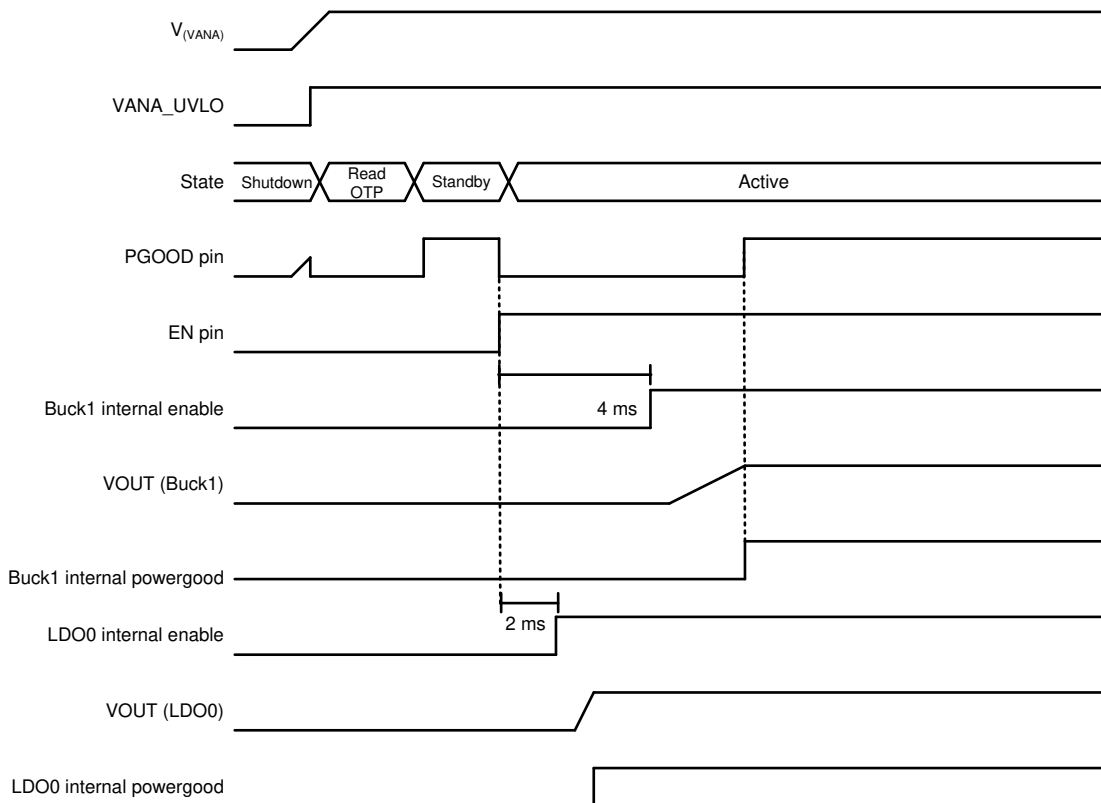 V(VANA)
VANA_UVLO
State
Shutdown
Read
OTP
Standby
Active
PGOOD pin
EN pin
Buck1 internal enable
4 ms
VOUT (Buck1)
Buck1 internal powergood
2 ms
LDO0 internal enable
VOUT (LDO0)
LDO0 internal powergood